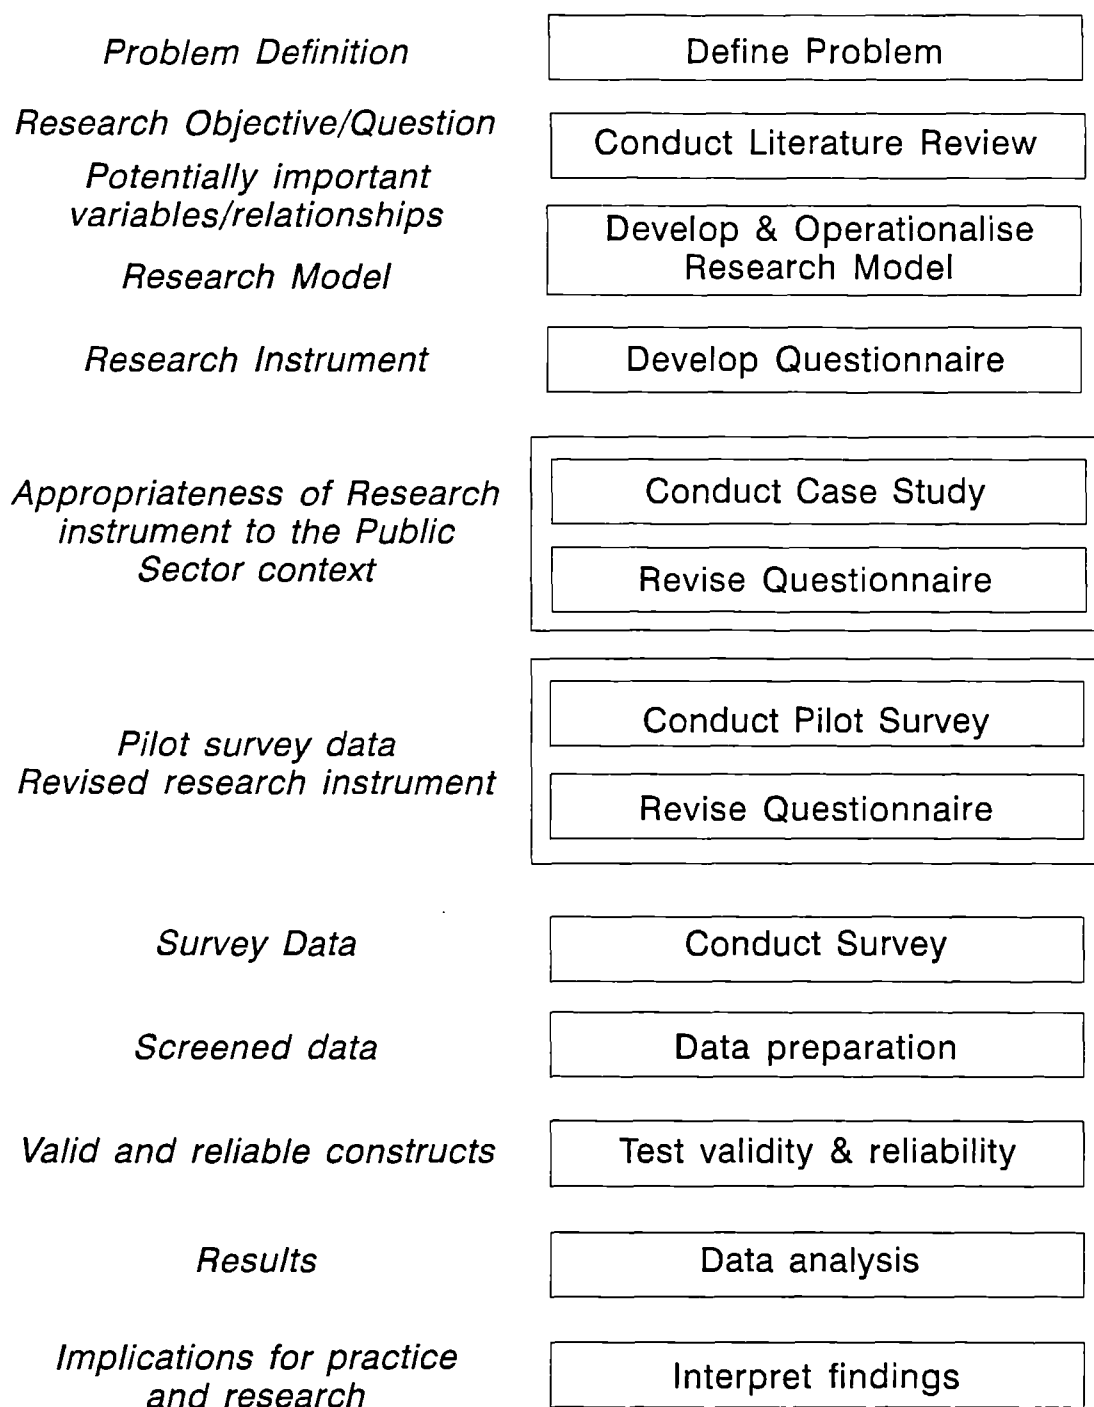 Problem Definition
Define Problem
Research Objective/Question
Conduct Literature Review
Potentially important
variables/relationships
Develop & Operationalise
Research Model
Research Model
Research Instrument
Develop Questionnaire
Appropriateness of Research
instrument to the Public
Sector context
Conduct Case Study
Revise Questionnaire
Pilot survey data
Revised research instrument
Conduct Pilot Survey
Revise Questionnaire
Survey Data
Conduct Survey
Screened data
Data preparation
Valid and reliable constructs
Test validity & reliability
Results
Data analysis
Implications for practice
and research
Interpret findings